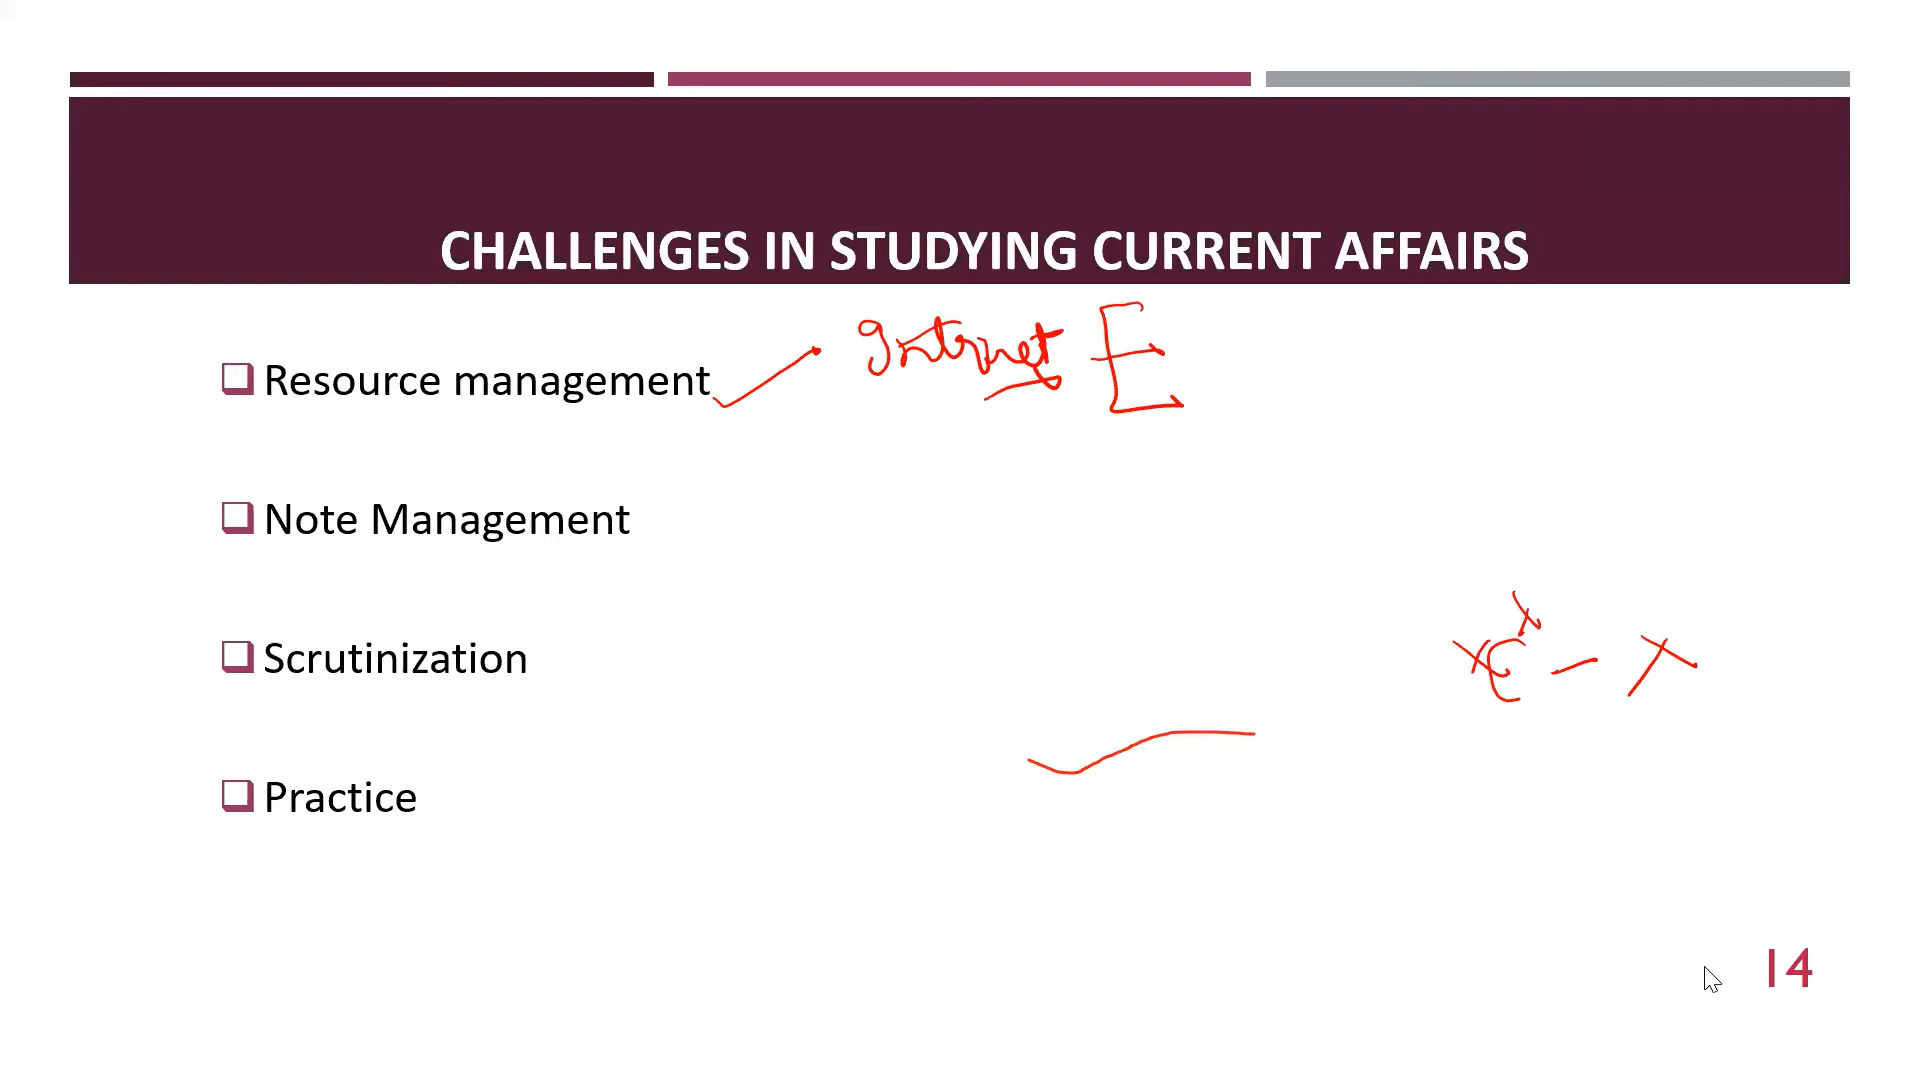 CHALLENGES IN STUDYING CURRENT AFFAIRS
Resource management
Internet
Note Management
Scrutinization
Practice
14